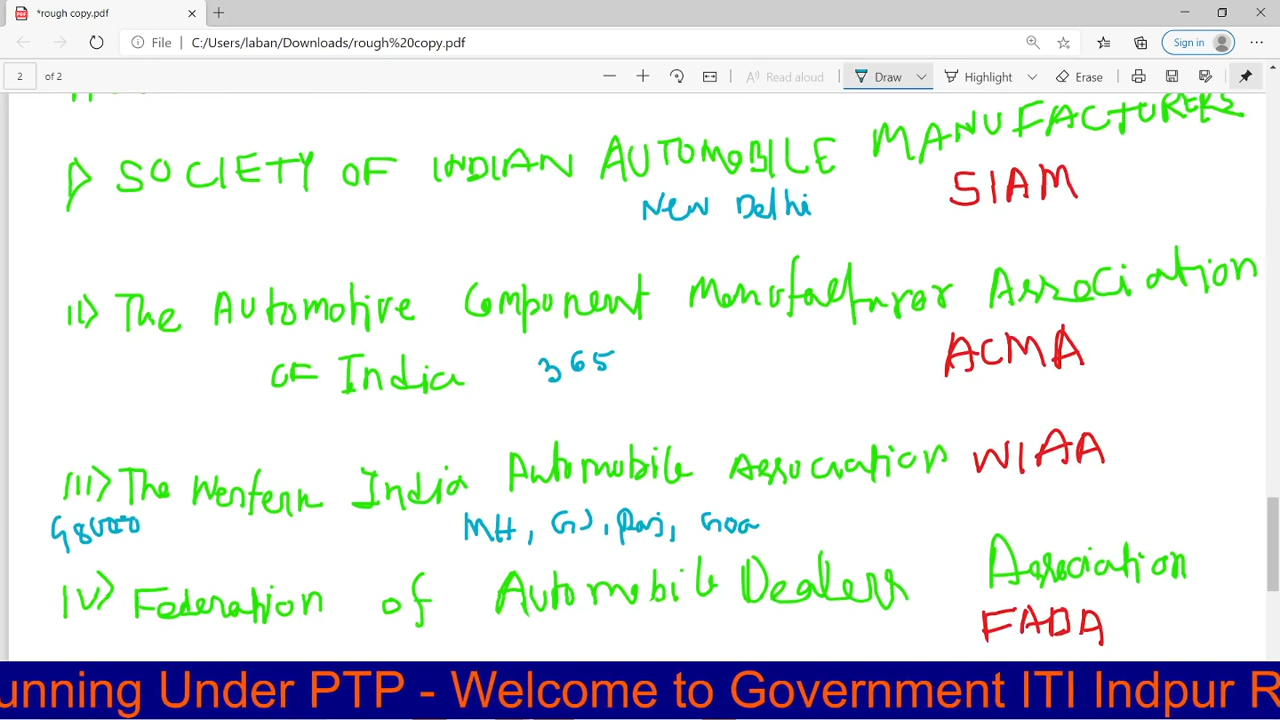 *rough copy.pdf
File C:/Users/laban/Downloads/rough%20copy.pdf Sign in
2 of 2 Read aloud Draw Highlight Erase
I) SOCIETY OF INDIAN AUTOMOBILE MANUFACTURERS
New Delhi SIAM
II) The Automotive Component Manufacturer Association
of India 365 ACMA
III) The Western India Automobile Association WIAA
MH, GJ, Raj, Goa
IV) Federation of Automobile Dealers Association
FADA
unning Under PTP - Welcome to Government ITI Indpur R